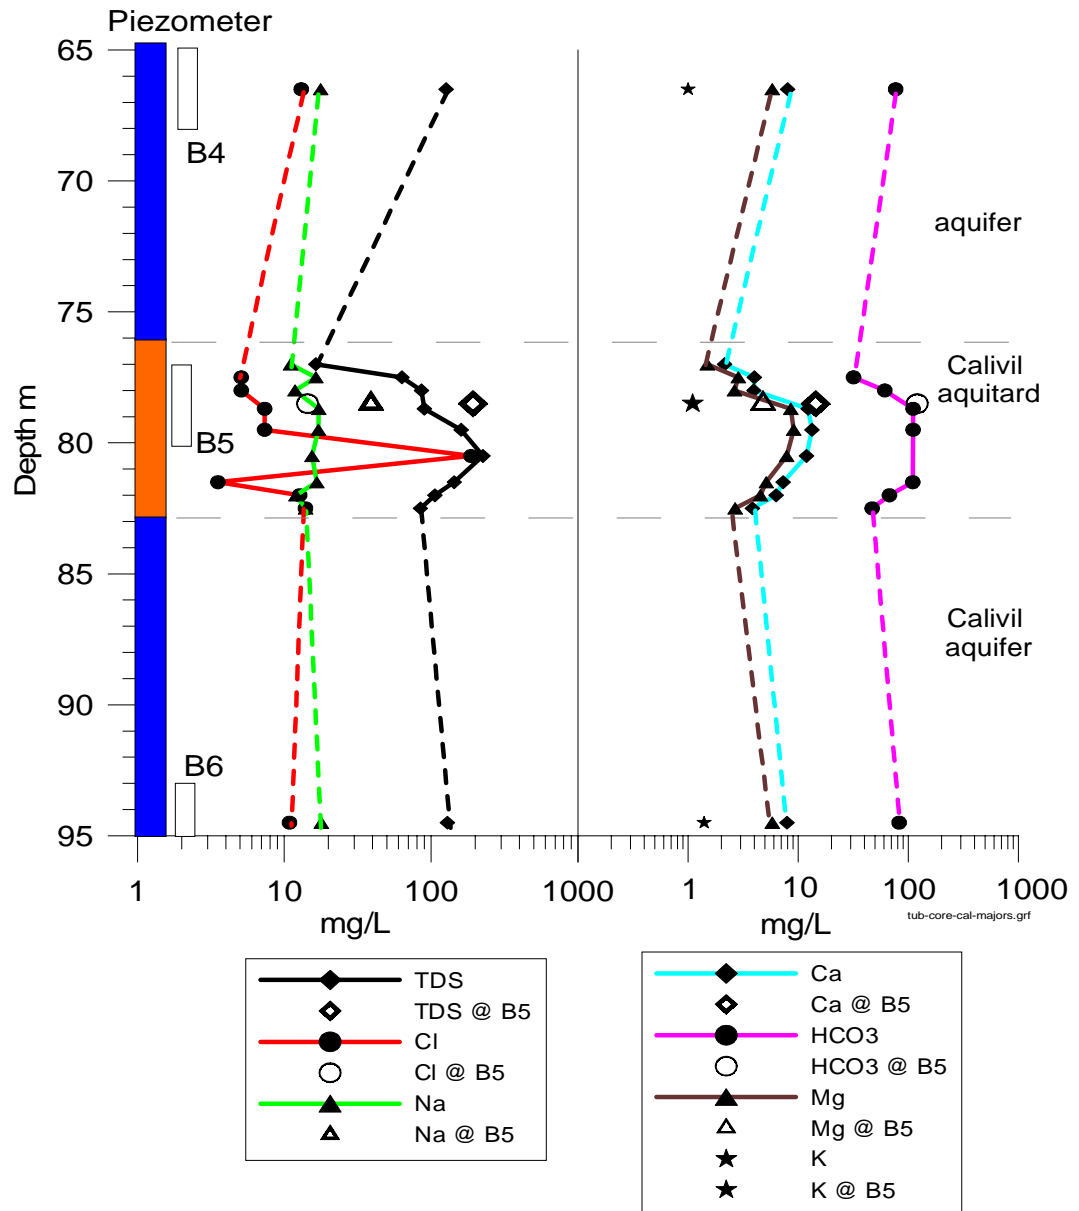 Piezometer
65
70
75
80
85
90
95
Depth m
B4
B5
B6
aquifer
Calivil
aquitard
Calivil
aquifer
1 10 100 1000
mg/L
1 10 100 1000
mg/L
tub-core-cal-majors.grf
TDS
TDS @ B5
Cl
Cl @ B5
Na
Na @ B5
Ca
Ca @ B5
HCO3
HCO3 @ B5
Mg
Mg @ B5
K
K @ B5